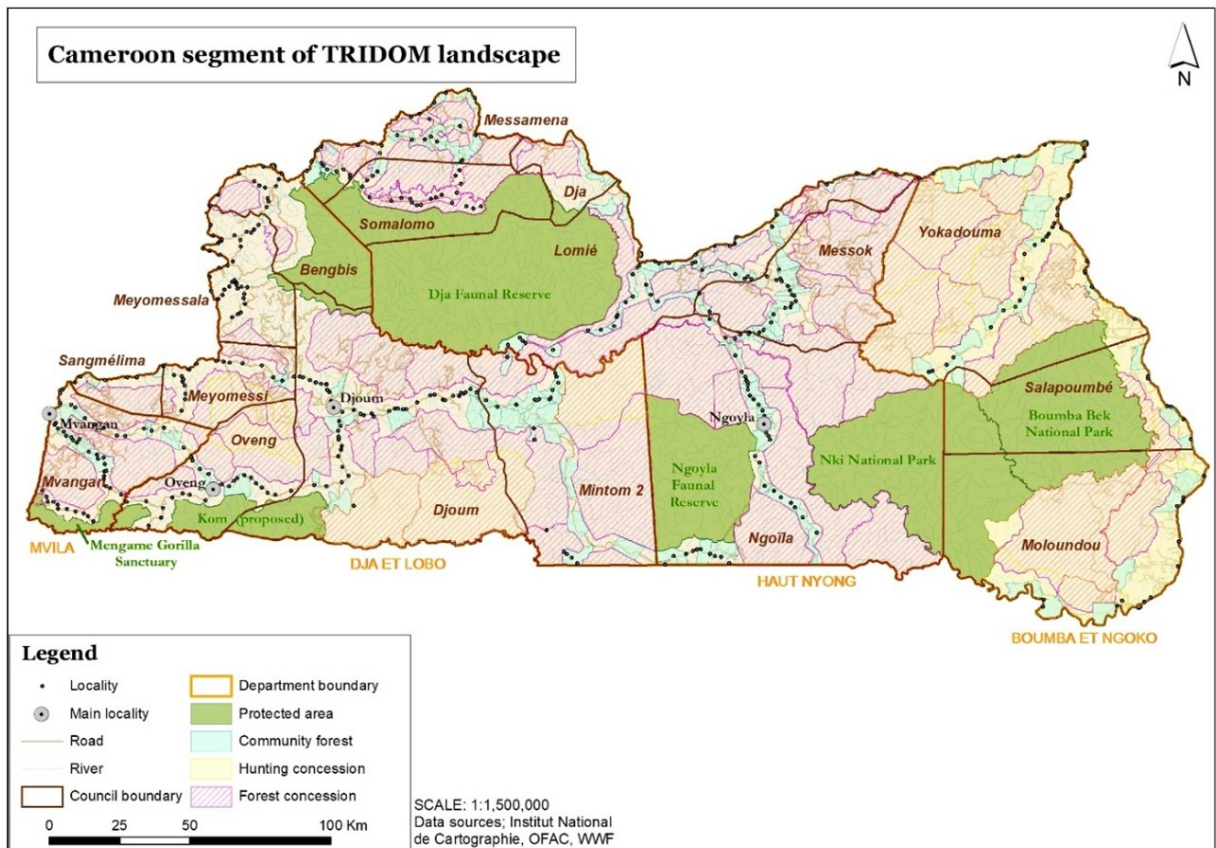 Cameroon segment of TRIDOM landscape
N
Messamena
Dja
Somalomo
Lomié
Messok
Yokadouma
Bengbis
Dja Faunal Reserve
Meyomessala
Sangmélima
Meyomessi
Djoum
Mvangan
Oveng
Ngoyla
Salapoumbé
Boumba Bek
National Park
Nki National Park
Ngoyla
Faunal
Reserve
Mvangan
Oveng
Mintom 2
Kom (proposed)
Djoum
Ngoïla
Moloundou
MVILA
Mengame Gorilla
Sanctuary
DJA ET LOBO
HAUT NYONG
BOUMBA ET NGOKO
Legend
Locality
Main locality
Road
River
Council boundary
Department boundary
Protected area
Community forest
Hunting concession
Forest concession
0 25 50 100 Km
SCALE: 1:1,500,000
Data sources; Institut National
de Cartographie, OFAC, WWF